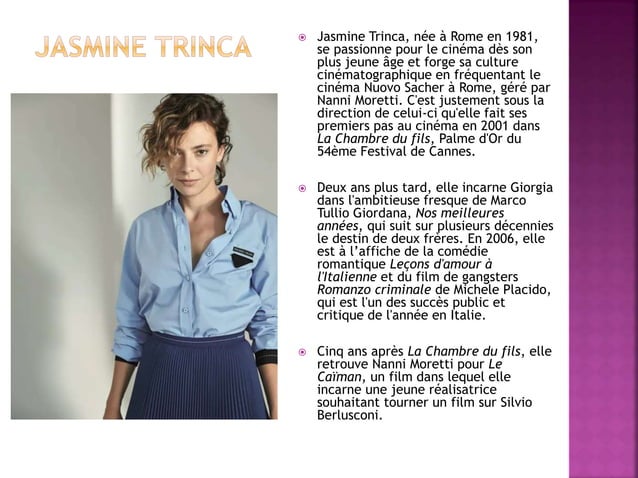 JASMINE TRINCA
Jasmine Trinca, née à Rome en 1981,
se passionne pour le cinéma dès son
plus jeune âge et forge sa culture
cinématographique en fréquentant le
cinéma Nuovo Sacher à Rome, géré par
Nanni Moretti. C'est justement sous la
direction de celui-ci qu'elle fait ses
premiers pas au cinéma en 2001 dans
La Chambre du fils, Palme d'Or du
54ème Festival de Cannes.
Deux ans plus tard, elle incarne Giorgia
dans l'ambitieuse fresque de Marco
Tullio Giordana, Nos meilleures
années, qui suit sur plusieurs décennies
le destin de deux frères. En 2006, elle
est à l’affiche de la comédie
romantique Leçons d'amour à
l'Italienne et du film de gangsters
Romanzo criminale de Michele Placido,
qui est l'un des succès public et
critique de l'année en Italie.
Cinq ans après La Chambre du fils, elle
retrouve Nanni Moretti pour Le
Caïman, un film dans lequel elle
incarne une jeune réalisatrice
souhaitant tourner un film sur Silvio
Berlusconi.